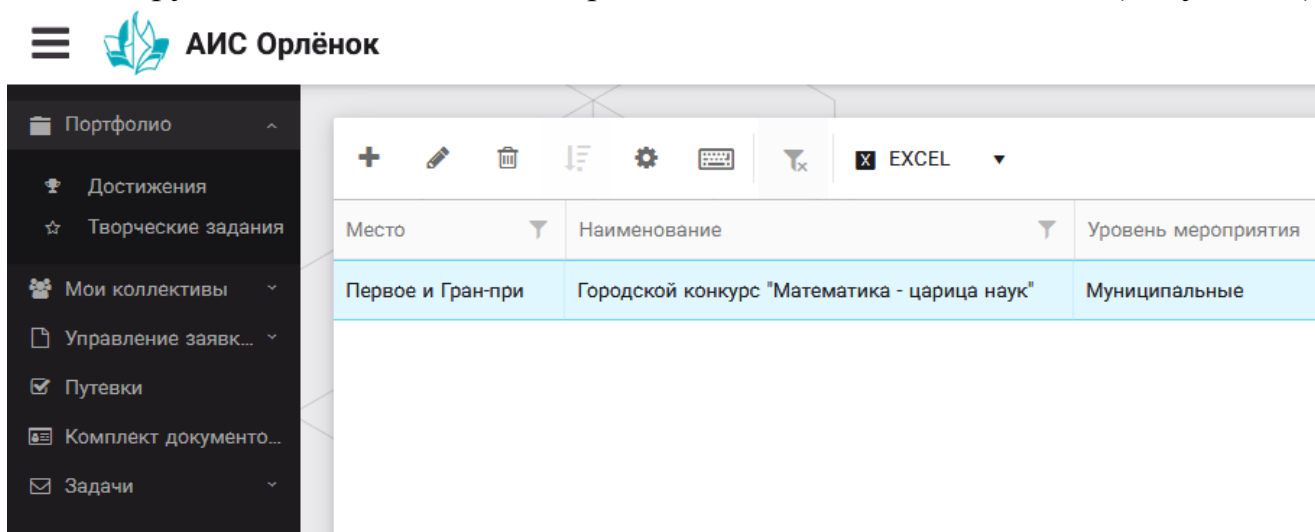 АИС Орлёнок
Портфолио
Достижения
Творческие задания
Мои коллективы
Управление заявк...
Путевки
Комплект документо...
Задачи
EXCEL
Место
Наименование
Уровень мероприятия
Первое и Гран-при
Городской конкурс "Математика - царица наук"
Муниципальные